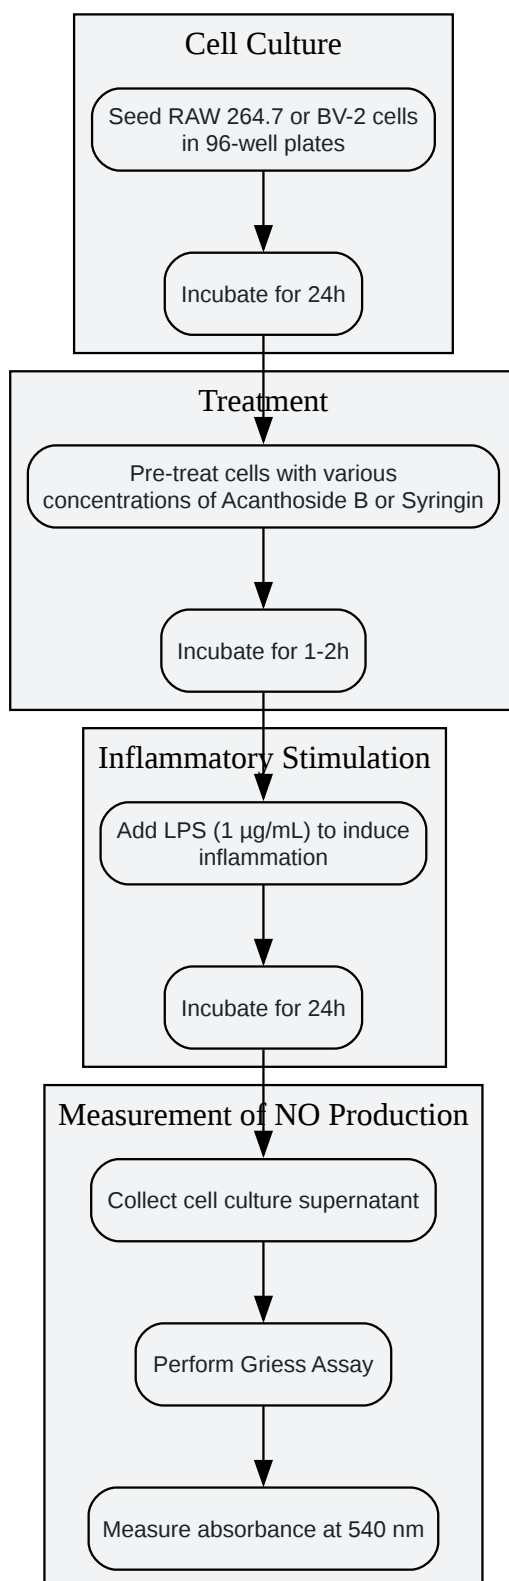 Cell Culture
Seed RAW 264.7 or BV-2 cells
in 96-well plates
Incubate for 24h
Treatment
Pre-treat cells with various
concentrations of Acanthoside B or Syringin
Incubate for 1-2h
Inflammatory Stimulation
Add LPS (1 µg/mL) to induce
inflammation
Incubate for 24h
Measurement of NO Production
Collect cell culture supernatant
Perform Griess Assay
Measure absorbance at 540 nm